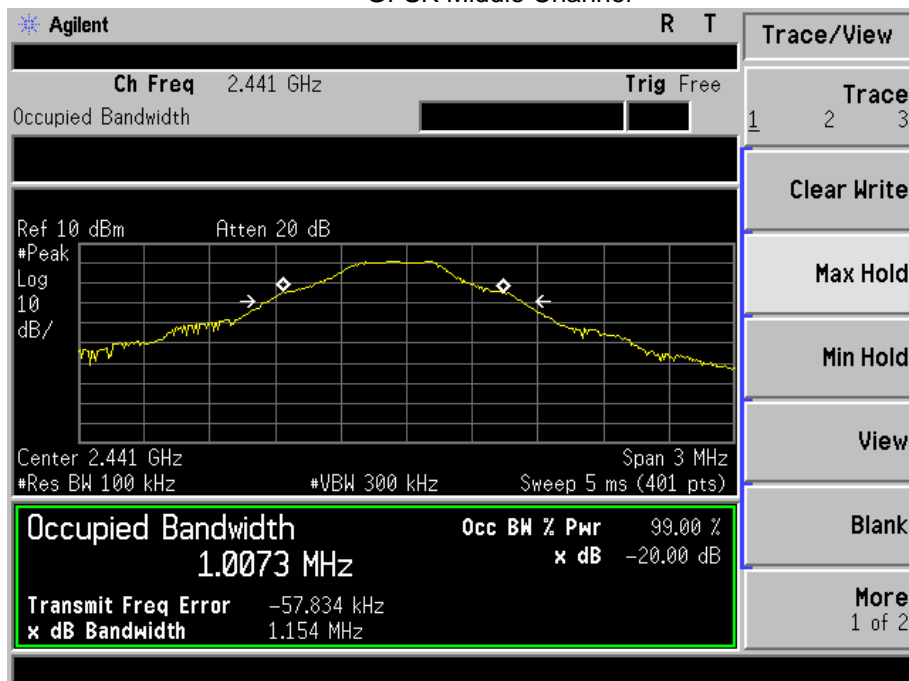 Agilent R T
Trace/View
Ch Freq 2.441 GHz Trig Free
Occupied Bandwidth
Trace
1 2 3
Clear Write
Ref 10 dBm Atten 20 dB
#Peak
Log
10
dB/
Max Hold
Min Hold
View
Center 2.441 GHz Span 3 MHz
#Res BW 100 kHz #VBW 300 kHz Sweep 5 ms (401 pts)
Occupied Bandwidth Occ BW % Pwr 99.00 %
1.0073 MHz x dB -20.00 dB
Blank
Transmit Freq Error -57.834 kHz
x dB Bandwidth 1.154 MHz
More
1 of 2